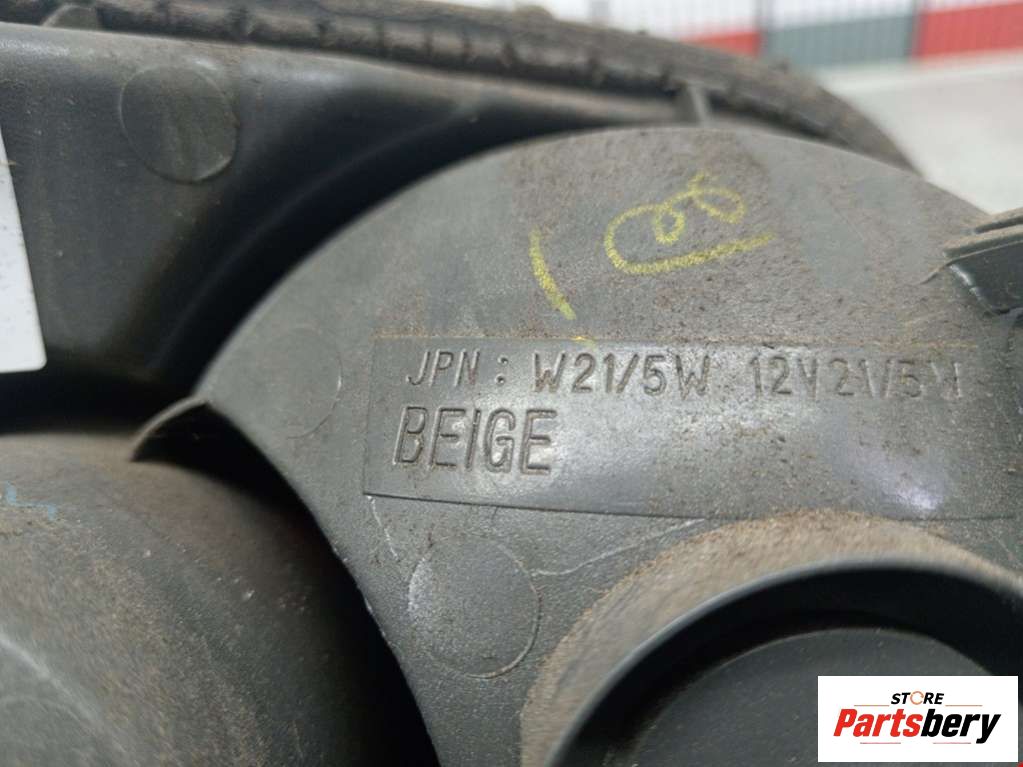 JPN : W21/5W 12V21/5W
BEIGE
STORE
Partsbery